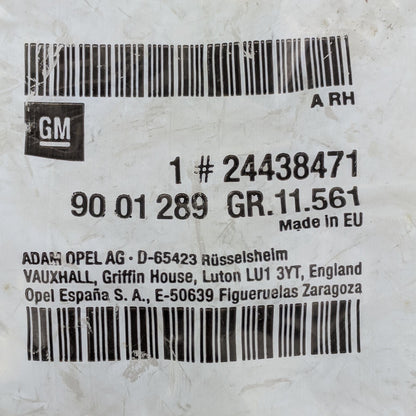 A RH
GM
1 # 24438471
90 01 289 GR.11.561
Made in EU
ADAM OPEL AG · D-65423 Rüsselsheim
VAUXHALL, Griffin House, Luton LU1 3YT, England
Opel España S. A., E-50639 Figueruelas Zaragoza